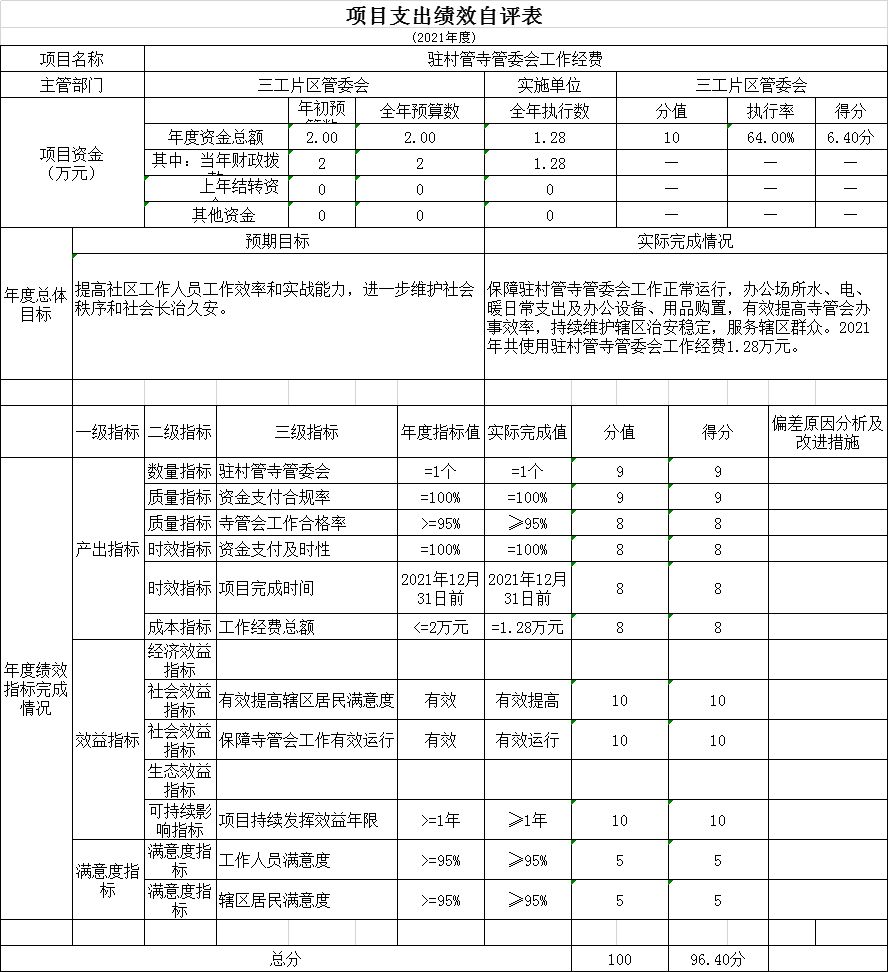 项目支出绩效自评表
(2021年度)
项目名称 驻村管寺管委会工作经费
主管部门 三工片区管委会 实施单位 三工片区管委会
项目资金
（万元）
年初预 全年预算数 全年执行数 分值 执行率 得分
年度资金总额 2.00 2.00 1.28 10 64.00% 6.40分
其中：当年财政拨 2 2 1.28 — — —
上年结转资 0 0 0 — — —
其他资金 0 0 0 — — —
年度总体
目标
预期目标 实际完成情况
提高社区工作人员工作效率和实战能力，进一步维护社会
秩序和社会长治久安。
保障驻村管寺管委会工作正常运行，办公场所水、电、
暖日常支出及办公设备、用品购置，有效提高寺管会办
事效率，持续维护辖区治安稳定，服务辖区群众。2021
年共使用驻村管寺管委会工作经费1.28万元。
年度绩效
指标完成
情况
一级指标 二级指标 三级指标 年度指标值 实际完成值 分值 得分 偏差原因分析及
改进措施
产出指标
数量指标 驻村管寺管委会 =1个 =1个 9 9
质量指标 资金支付合规率 =100% =100% 9 9
质量指标 寺管会工作合格率 >=95% ≥95% 8 8
时效指标 资金支付及时性 =100% =100% 8 8
时效指标 项目完成时间 2021年12月
31日前 2021年12月
31日前 8 8
成本指标 工作经费总额 <=2万元 =1.28万元 8 8
效益指标
经济效益
指标
社会效益
指标 有效提高辖区居民满意度 有效 有效提高 10 10
社会效益
指标 保障寺管会工作有效运行 有效 有效运行 10 10
生态效益
指标
可持续影
响指标 项目持续发挥效益年限 >=1年 ≥1年 10 10
满意度指
标
满意度指
标 工作人员满意度 >=95% ≥95% 5 5
满意度指
标 辖区居民满意度 >=95% ≥95% 5 5
总分 100 96.40分